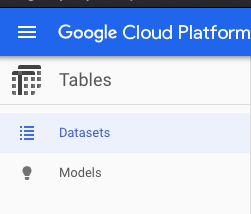 Google Cloud Platform
Tables
Datasets
Models